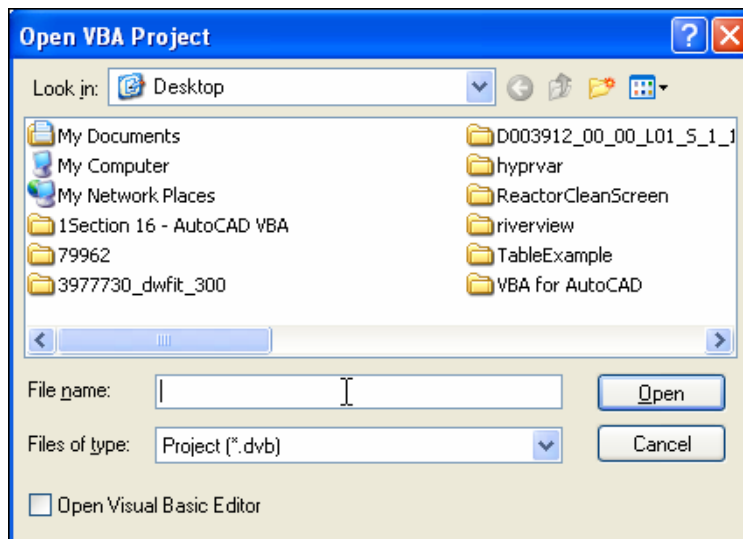 Open VBA Project
Look in: Desktop
My Documents
My Computer
My Network Places
1Section 16 - AutoCAD VBA
79962
3977730_dwfit_300
D003912_00_00_L01_S_1_1
hyprvar
ReactorCleanScreen
riverview
TableExample
VBA for AutoCAD
File name:
Open
Files of type: Project (*.dvb)
Cancel
Open Visual Basic Editor